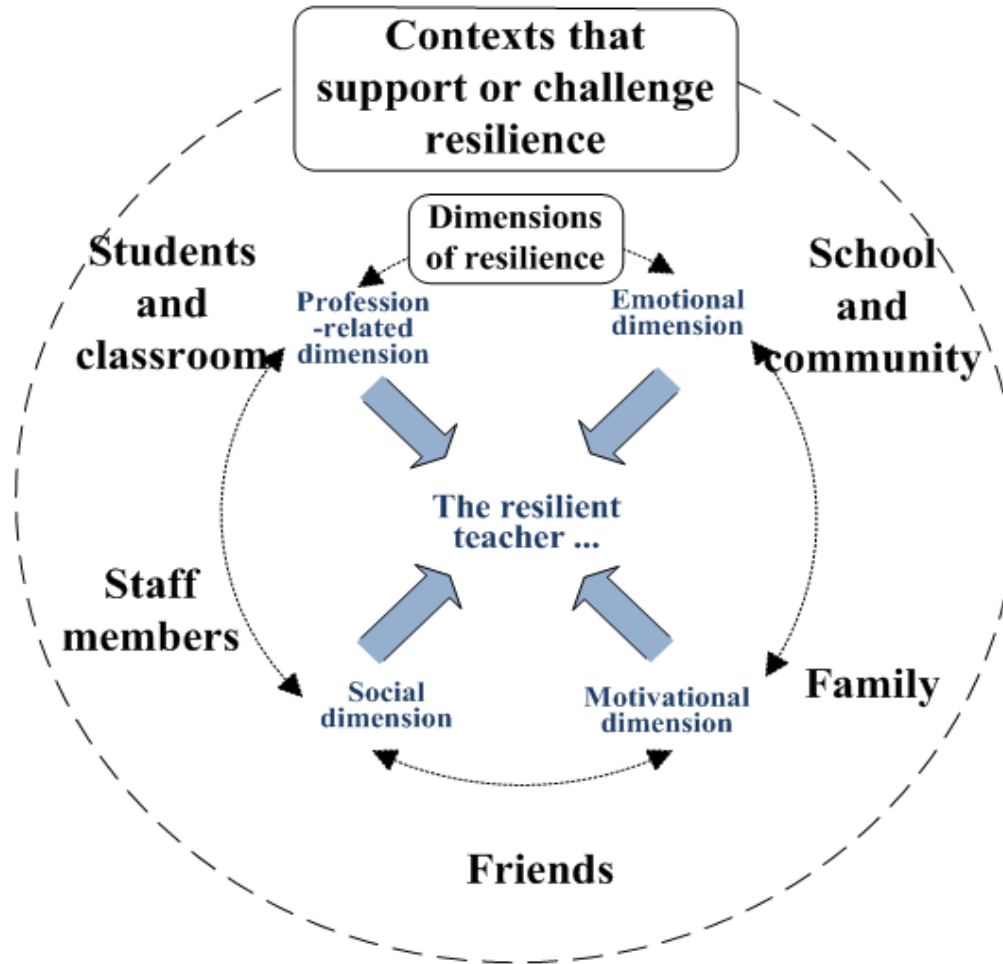 Contexts that
support or challenge
resilience
Dimensions
of resilience
Students
and
classroom
School
and
community
Profession
-related
dimension
Emotional
dimension
The resilient
teacher ...
Staff
members
Family
Social
dimension
Motivational
dimension
Friends